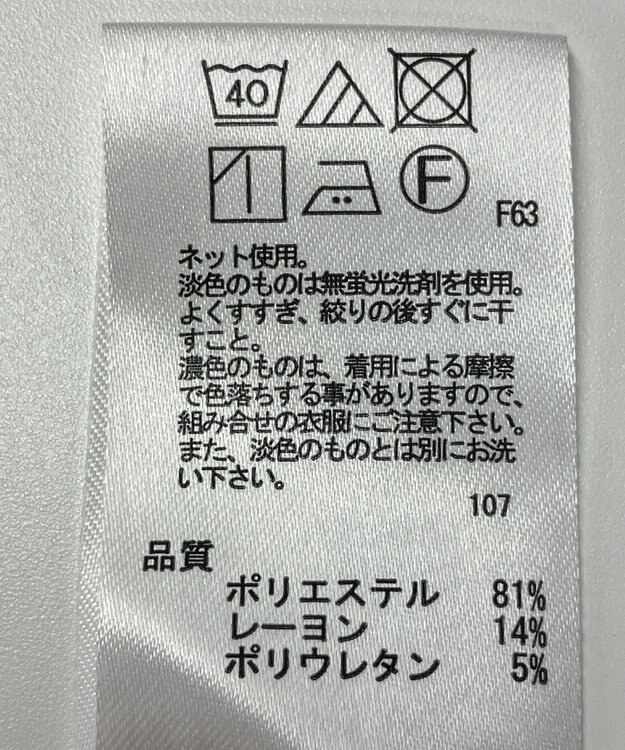 40
F
F63
ネット使用。
淡色のものは無蛍光洗剤を使用。
よくすすぎ、絞りの後すぐに干
すこと。
濃色のものは、着用による摩擦
で色落ちする事がありますので、
組み合せの衣服にご注意下さい。
また、淡色のものとは別にお洗
い下さい。
107
品質
ポリエステル 81%
レーヨン 14%
ポリウレタン 5%